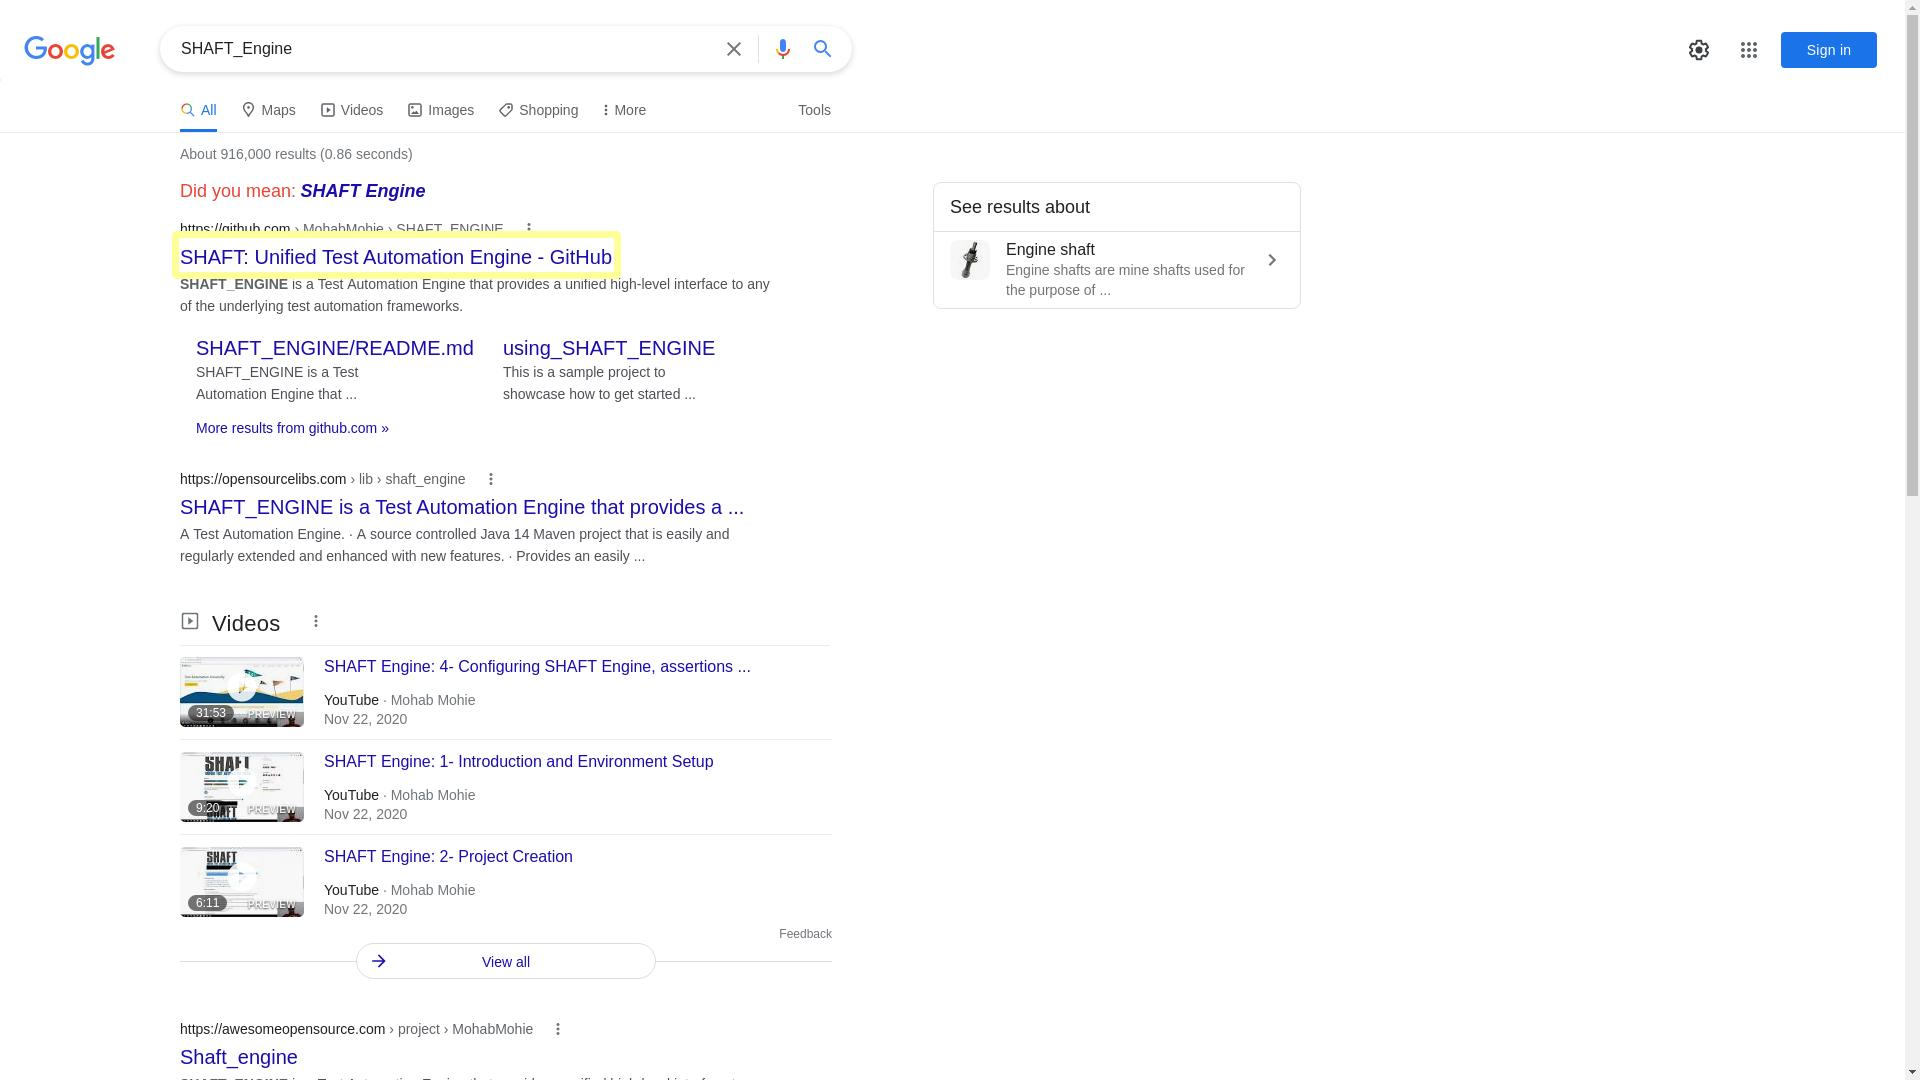 Google
SHAFT_Engine
Sign in
All
Maps
Videos
Images
Shopping
More
Tools
About 916,000 results (0.86 seconds)
Did you mean: SHAFT Engine
https://github.com › MohabMohie › SHAFT_ENGINE
SHAFT: Unified Test Automation Engine - GitHub
SHAFT_ENGINE is a Test Automation Engine that provides a unified high-level interface to any
of the underlying test automation frameworks.
SHAFT_ENGINE/README.md
SHAFT_ENGINE is a Test
Automation Engine that ...
using_SHAFT_ENGINE
This is a sample project to
showcase how to get started ...
More results from github.com »
https://opensourcelibs.com › lib › shaft_engine
SHAFT_ENGINE is a Test Automation Engine that provides a ...
A Test Automation Engine. · A source controlled Java 14 Maven project that is easily and
regularly extended and enhanced with new features. · Provides an easily ...
Videos
31:53
PREVIEW
SHAFT Engine: 4- Configuring SHAFT Engine, assertions ...
YouTube · Mohab Mohie
Nov 22, 2020
SHAFT
9:20
PREVIEW
SHAFT Engine: 1- Introduction and Environment Setup
YouTube · Mohab Mohie
Nov 22, 2020
SHAFT
6:11
PREVIEW
SHAFT Engine: 2- Project Creation
YouTube · Mohab Mohie
Nov 22, 2020
Feedback
View all
https://awesomeopensource.com › project › MohabMohie
Shaft_engine
See results about
Engine shaft
Engine shafts are mine shafts used for
the purpose of ...